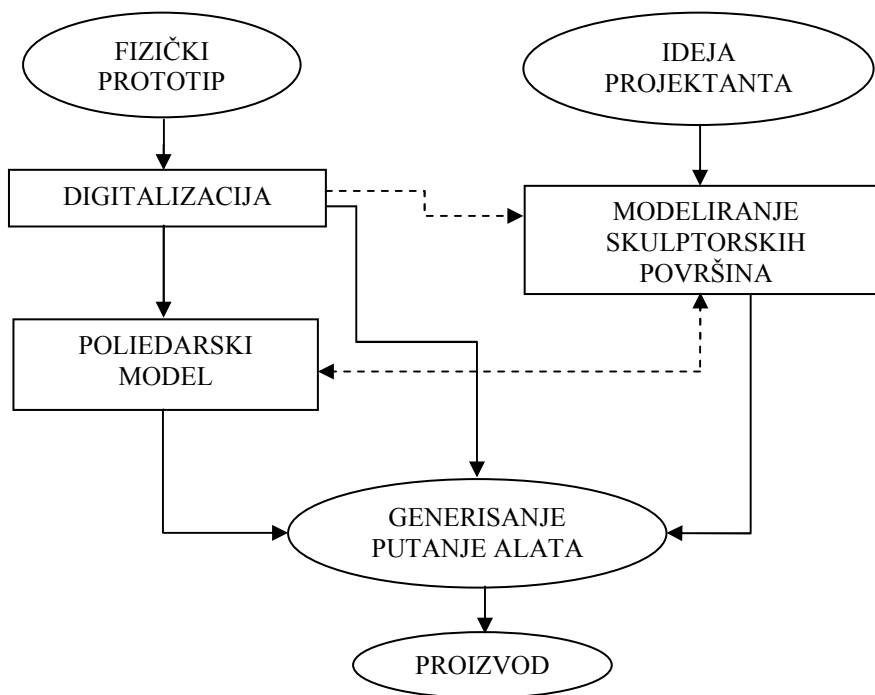 FIZIČKI
PROTOTIP
IDEJA
PROJEKTANTA
DIGITALIZACIJA
MODELIRANJE
SKULPTORSKIH
POVRŠINA
POLIEDARSKI
MODEL
GENERISANJE
PUTANJE ALATA
PROIZVOD